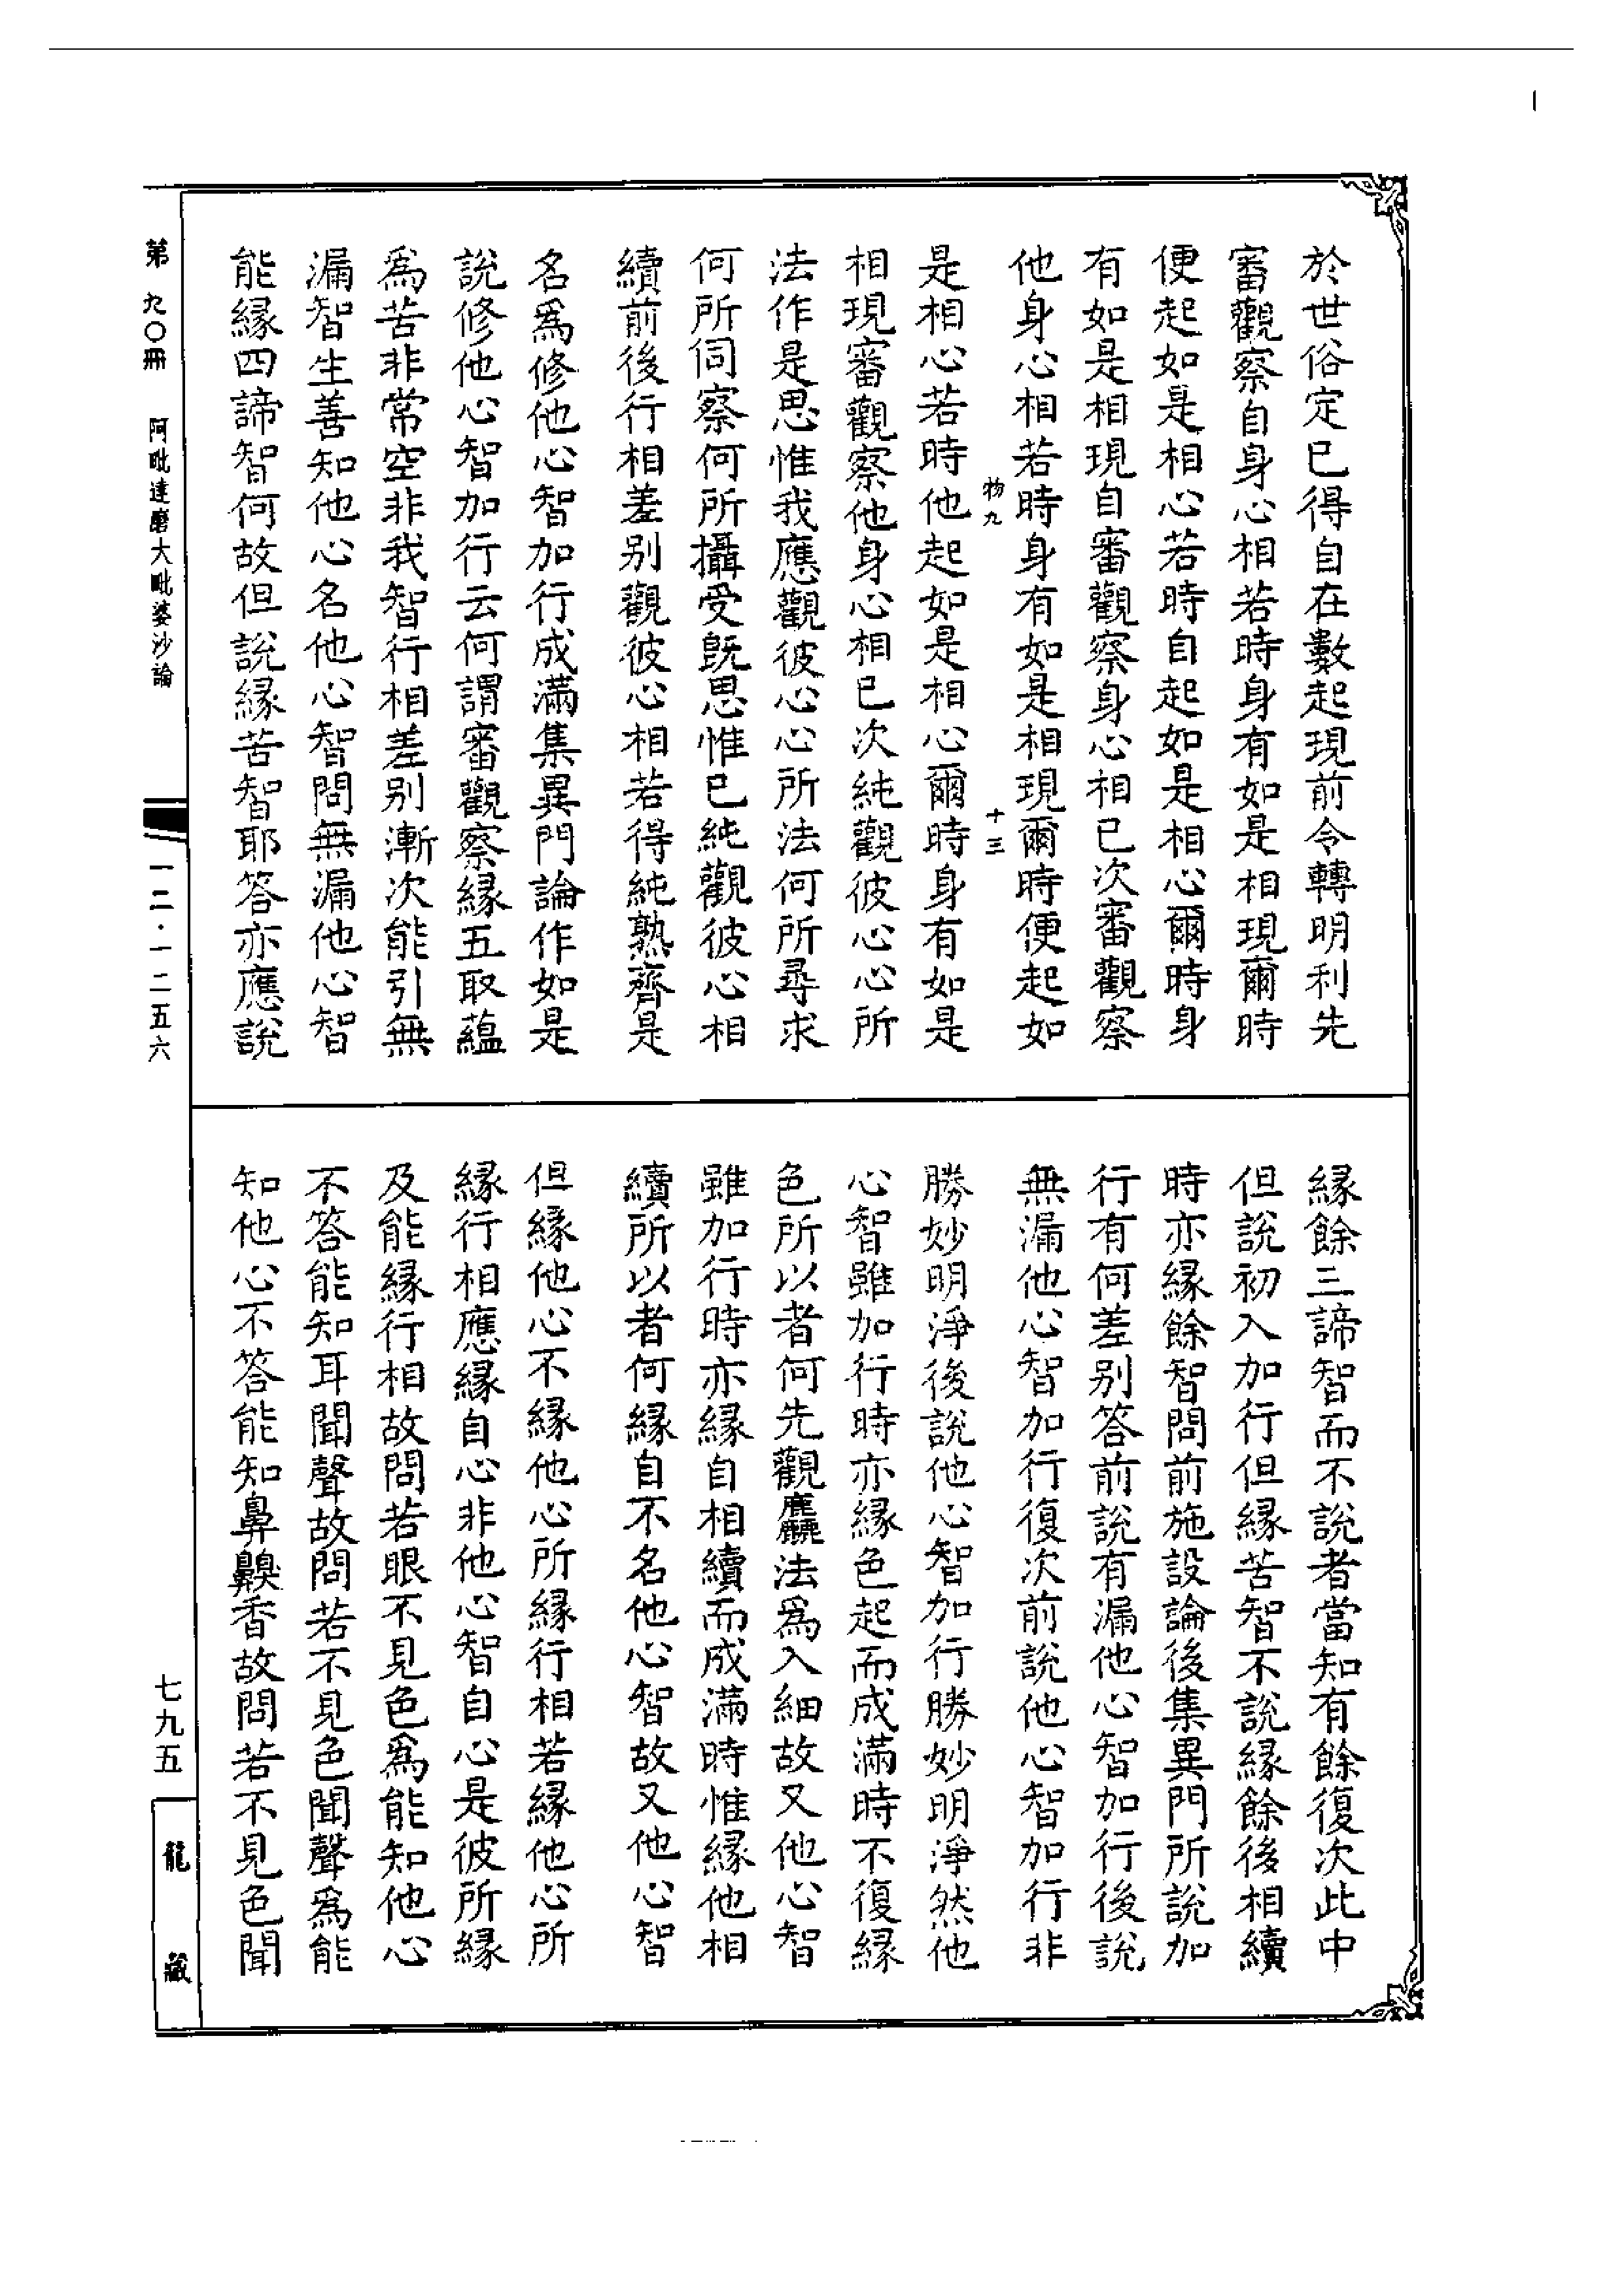 於世俗定已得自在數起現前令轉明利先
審觀察自身心相若時身有如是相現爾時
便起如是相心若時自起如是相心爾時身
有如是相現自審觀察身心相已次審觀察
他身心相若時身有如是相現爾時便起如
物九
十三
是相心若時他起如是相心爾時身有如是
相現審觀察他身心相已次純觀彼心心所
法作是思惟我應觀彼心心所法何所尋求
何所伺察何所攝受既思惟已純觀彼心相
續前後行相差別觀彼心相若得純熟齊是
名爲修他心智加行成滿集異門論作如是
說修他心智加行云何謂審觀察緣五取蘊
爲苦非常空非我智行相差別漸次能引無
漏智生善知他心名他心智問無漏他心智
能緣四諦智何故但說緣苦智耶答亦應說
緣餘三諦智而不說者當知有餘復次此中
但說初入加行但緣苦智不說緣餘後相續
時亦緣餘智問前施設論後集異門所說加
行有何差別答前說有漏他心智加行後說
無漏他心智加行復次前說他心智加行非
勝妙明淨後說他心智加行勝妙明淨然他
心智雖加行時亦緣色起而成滿時不復緣
色所以者何先觀麤法爲入細故又他心智
雖加行時亦緣自相續而成滿時惟緣他相
續所以者何緣自不名他心智故又他心智
但緣他心不緣他心所緣行相若緣他心所
緣行相應緣自心非他心智自心是彼所緣
及能緣行相故問若眼不見色爲能知他心
不答能知耳聞聲故問若不見色聞聲爲能
知他心不答能知鼻齅香故問若不見色聞
第九〇冊
阿毗達磨大毗婆沙論
一二·一二五六
七九五
龍藏